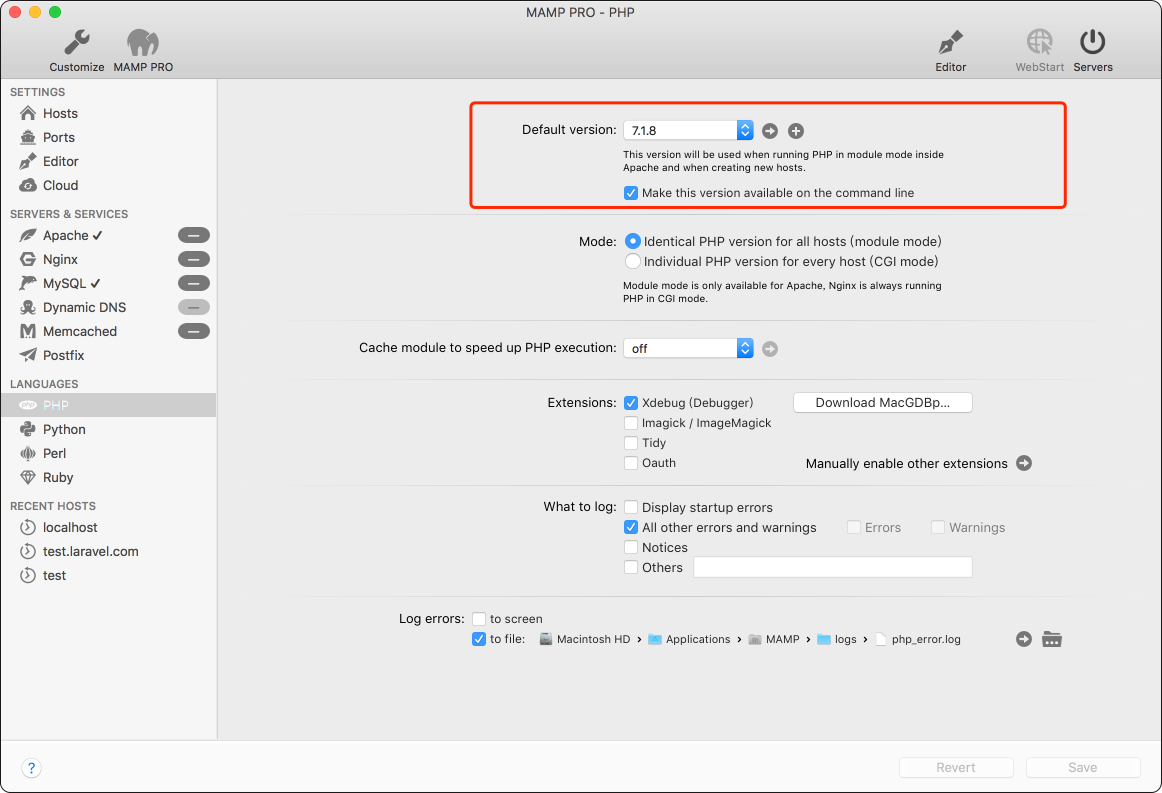 MAMP PRO - PHP
Customize
MAMP PRO
Editor
WebStart
Servers
SETTINGS
Hosts
Ports
Editor
Cloud
SERVERS & SERVICES
Apache ✓
Nginx
MySQL ✓
Dynamic DNS
Memcached
Postfix
LANGUAGES
php PHP
Python
Perl
Ruby
RECENT HOSTS
localhost
test.laravel.com
test
Default version: 7.1.8
This version will be used when running PHP in module mode inside
Apache and when creating new hosts.
Make this version available on the command line
Mode: Identical PHP version for all hosts (module mode)
Individual PHP version for every host (CGI mode)
Module mode is only available for Apache, Nginx is always running
PHP in CGI mode.
Cache module to speed up PHP execution: off
Extensions: Xdebug (Debugger) Download MacGDBp...
Imagick / ImageMagick
Tidy
Oauth Manually enable other extensions
What to log: Display startup errors
All other errors and warnings Errors Warnings
Notices
Others
Log errors: to screen
to file: Macintosh HD › Applications › MAMP › logs › php_error.log
? Revert Save